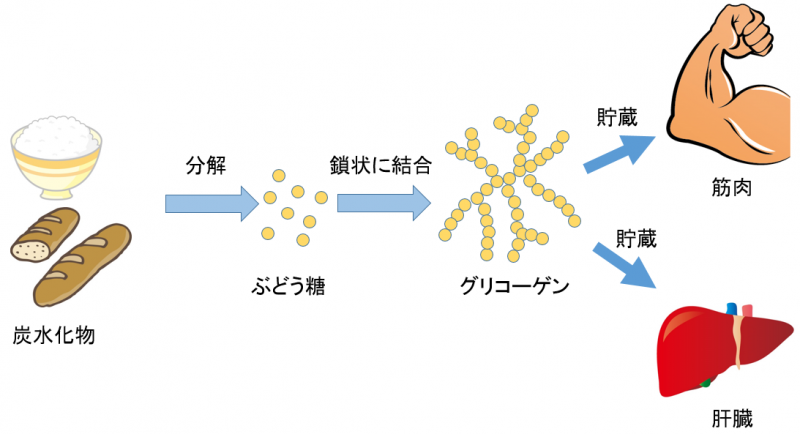 炭水化物
分解
ぶどう糖
鎖状に結合
グリコーゲン
貯蔵
筋肉
貯蔵
肝臓